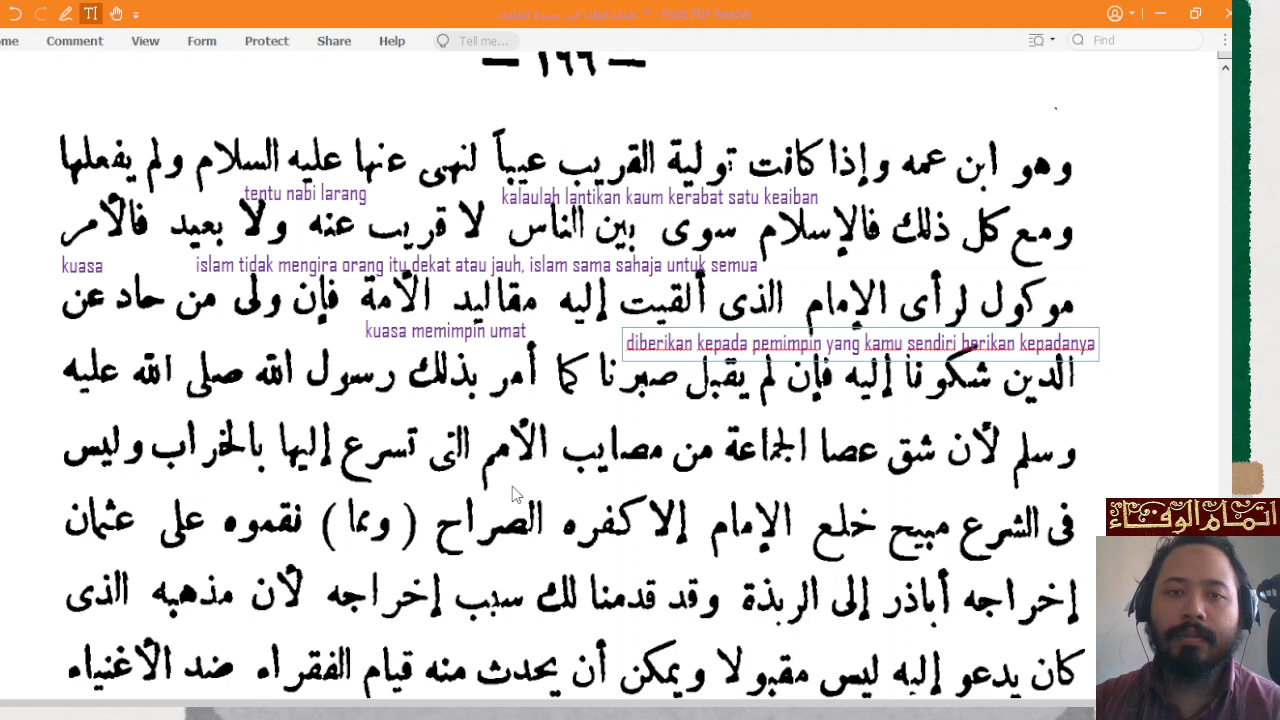 Comment View Form Protect Share Help Tell me... Find
— ١٦٦ —
وهو ابن عمه وإذا كانت تولية القريب عيباً لنهى عنها عليه السلام ولم يفعلها
tentu nabi larang kalaulah lantikan kaum kerabat satu keaiban
ومع كل ذلك فالإسلام سوى بين الناس لا قريب عنه ولا بعيد فالأمر
kuasa islam tidak mengira orang itu dekat atau jauh, islam sama sahaja untuk semua
موكول لرأى الإمام الذى ألقيت إليه مقاليد الأمة فإن ولى من حاد عن
kuasa memimpin umat diberikan kepada pemimpin yang kamu sendiri berikan kepadanya
الدين شكونا إليه فإن لم يقبل صبرنا كما أمر بذلك رسول الله صلى الله عليه
وسلم لأن شق عصا الجماعة من مصايب الأمم التى تسرع إليها بالخراب وليس
فى الشرع مبيح خلع الإمام إلا كفره الصراح ( ومما ) نقموه على عثمان
إتمام الوفاء
إخراجه أباذر إلى الربذة وقد قدمنا لك سبب إخراجه لأن مذهبه الذى
كان يدعو إليه ليس مقبولا ويمكن أن يحدث منه قيام الفقراء ضد الأغنياء